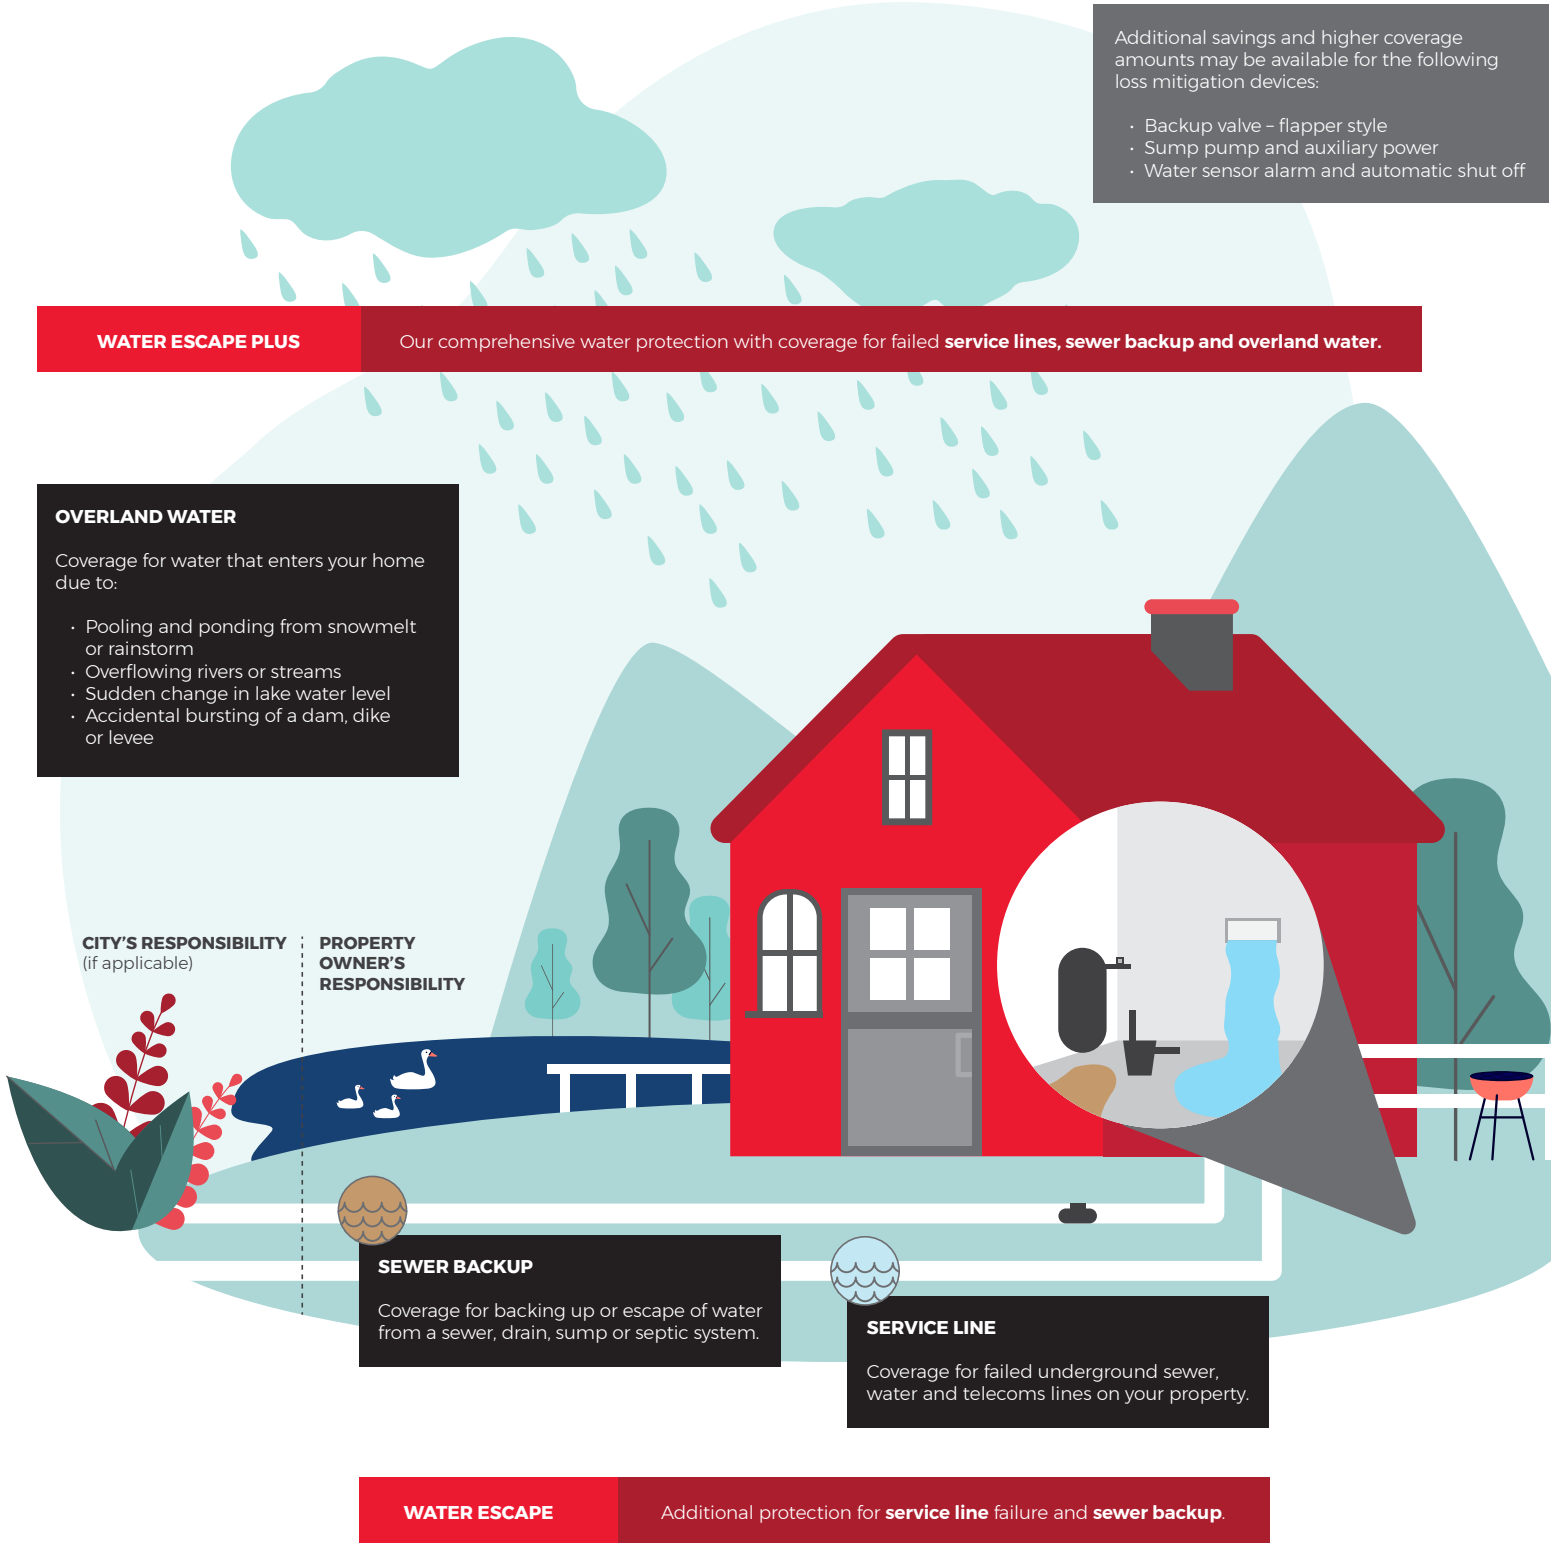 Additional savings and higher coverage
amounts may be available for the following
loss mitigation devices:
• Backup valve – flapper style
• Sump pump and auxiliary power
• Water sensor alarm and automatic shut off
WATER ESCAPE PLUS
Our comprehensive water protection with coverage for failed service lines, sewer backup and overland water.
OVERLAND WATER
Coverage for water that enters your home
due to:
• Pooling and ponding from snowmelt
or rainstorm
• Overflowing rivers or streams
• Sudden change in lake water level
• Accidental bursting of a dam, dike
or levee
CITY'S RESPONSIBILITY
(if applicable)
PROPERTY
OWNER'S
RESPONSIBILITY
SEWER BACKUP
Coverage for backing up or escape of water
from a sewer, drain, sump or septic system.
SERVICE LINE
Coverage for failed underground sewer,
water and telecoms lines on your property.
WATER ESCAPE
Additional protection for service line failure and sewer backup.